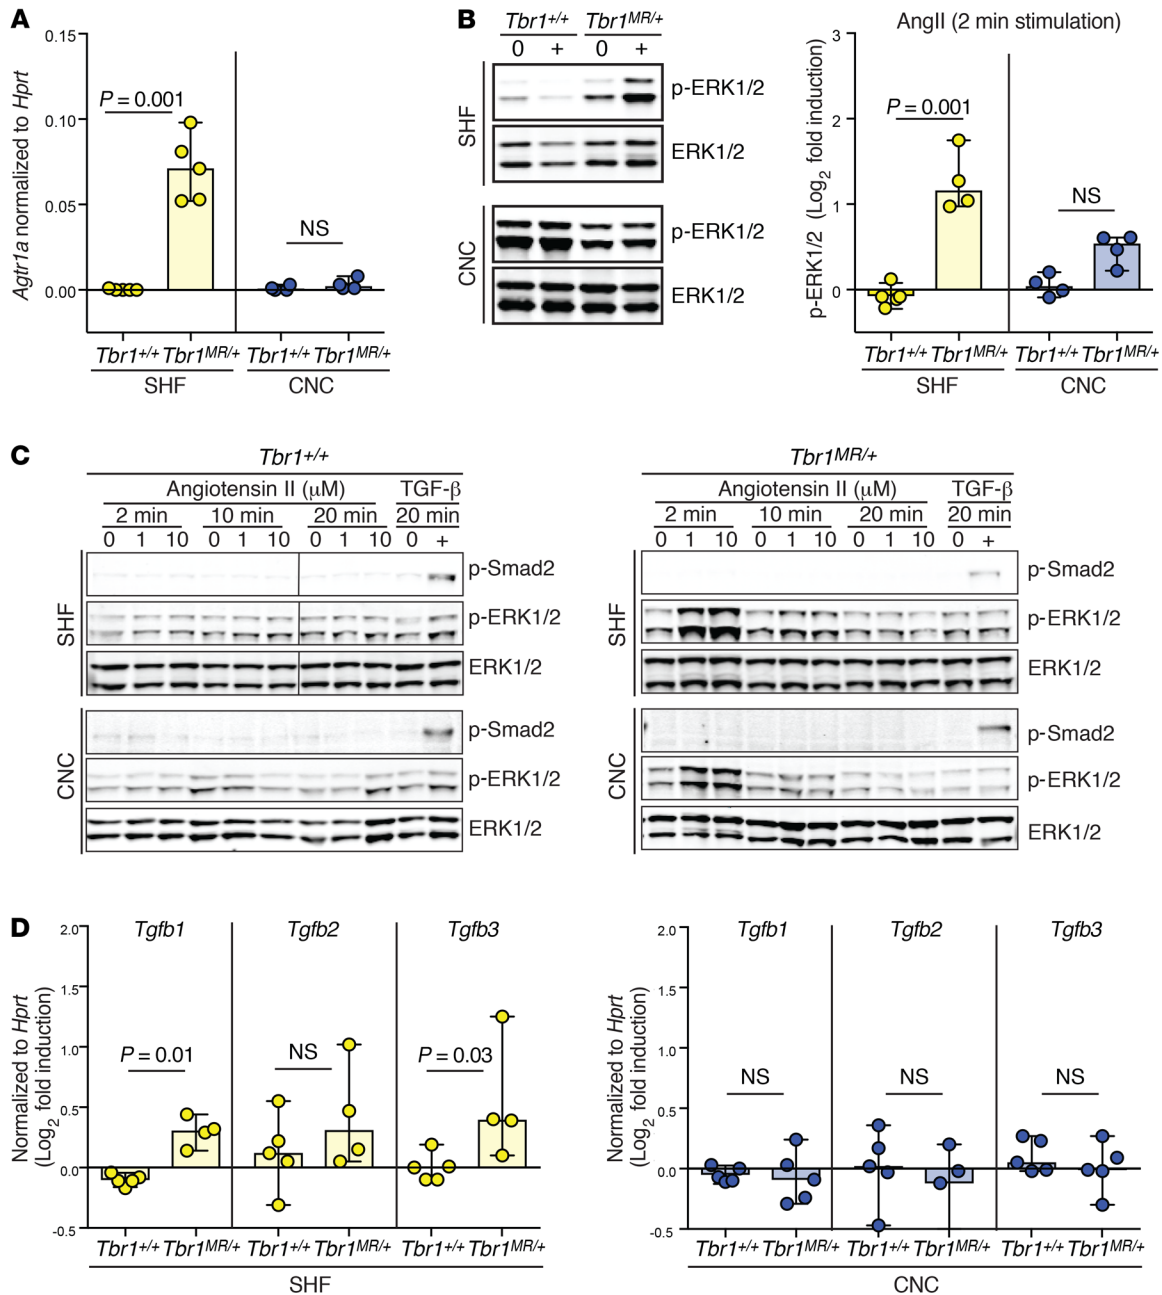 A
0.15
0.10
0.05
0.00
Agtr1a normalized to Hprt
P = 0.001
NS
Tbr1+/+ Tbr1MR/+ Tbr1+/+ Tbr1MR/+
SHF CNC
B
Tbr1+/+ Tbr1MR/+
0 + 0 +
SHF
p-ERK1/2
ERK1/2
CNC
p-ERK1/2
ERK1/2
AngII (2 min stimulation)
3
2
1
0
p-ERK1/2 (Log2 fold induction)
P = 0.001
NS
Tbr1+/+ Tbr1MR/+ Tbr1+/+ Tbr1MR/+
SHF CNC
C
Tbr1+/+
Angiotensin II (μM) TGF-β
2 min 10 min 20 min 20 min
0 1 10 0 1 10 0 1 10 0 +
SHF
p-Smad2
p-ERK1/2
ERK1/2
CNC
p-Smad2
p-ERK1/2
ERK1/2
Tbr1MR/+
Angiotensin II (μM) TGF-β
2 min 10 min 20 min 20 min
0 1 10 0 1 10 0 1 10 0 +
SHF
p-Smad2
p-ERK1/2
ERK1/2
CNC
p-Smad2
p-ERK1/2
ERK1/2
D
Tgfb1 Tgfb2 Tgfb3
2.0
1.5
1.0
0.5
0.0
-0.5
Normalized to Hprt
(Log2 fold induction)
P = 0.01
NS
P = 0.03
Tbr1+/+ Tbr1MR/+ Tbr1+/+ Tbr1MR/+ Tbr1+/+ Tbr1MR/+
SHF
Tgfb1 Tgfb2 Tgfb3
2.0
1.5
1.0
0.5
0.0
-0.5
Normalized to Hprt
(Log2 fold induction)
NS
NS
NS
Tbr1+/+ Tbr1MR/+ Tbr1+/+ Tbr1MR/+ Tbr1+/+ Tbr1MR/+
CNC